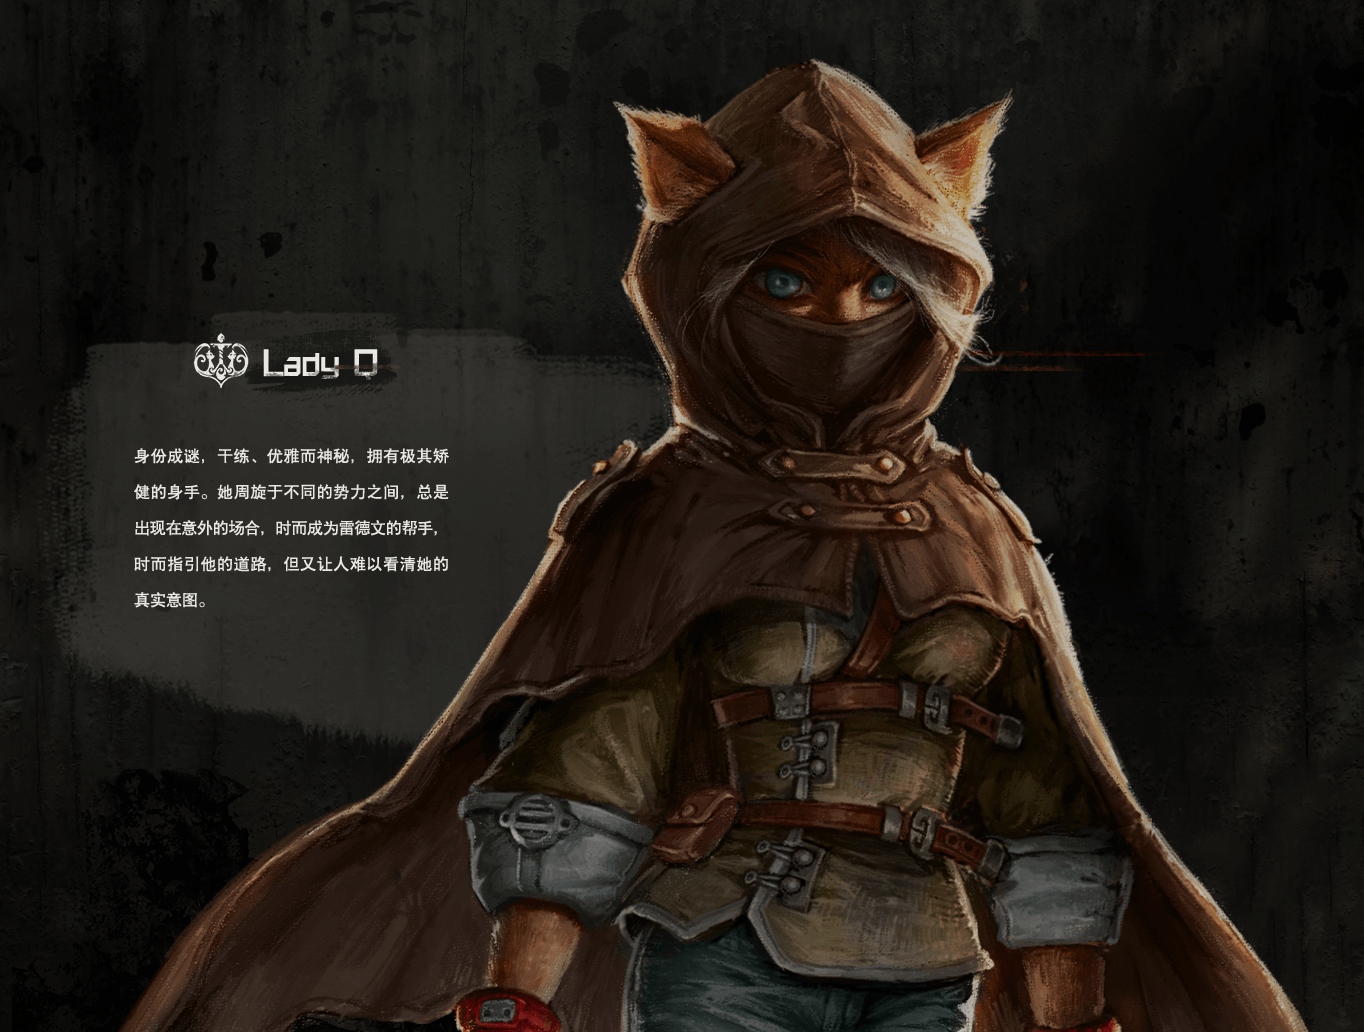 Lady Q
身份成谜，干练、优雅而神秘，拥有极其矫
健的身手。她周旋于不同的势力之间，总是
出现在意外的场合，时而成为雷德文的帮手，
时而指引他的道路，但又让人难以看清她的
真实意图。